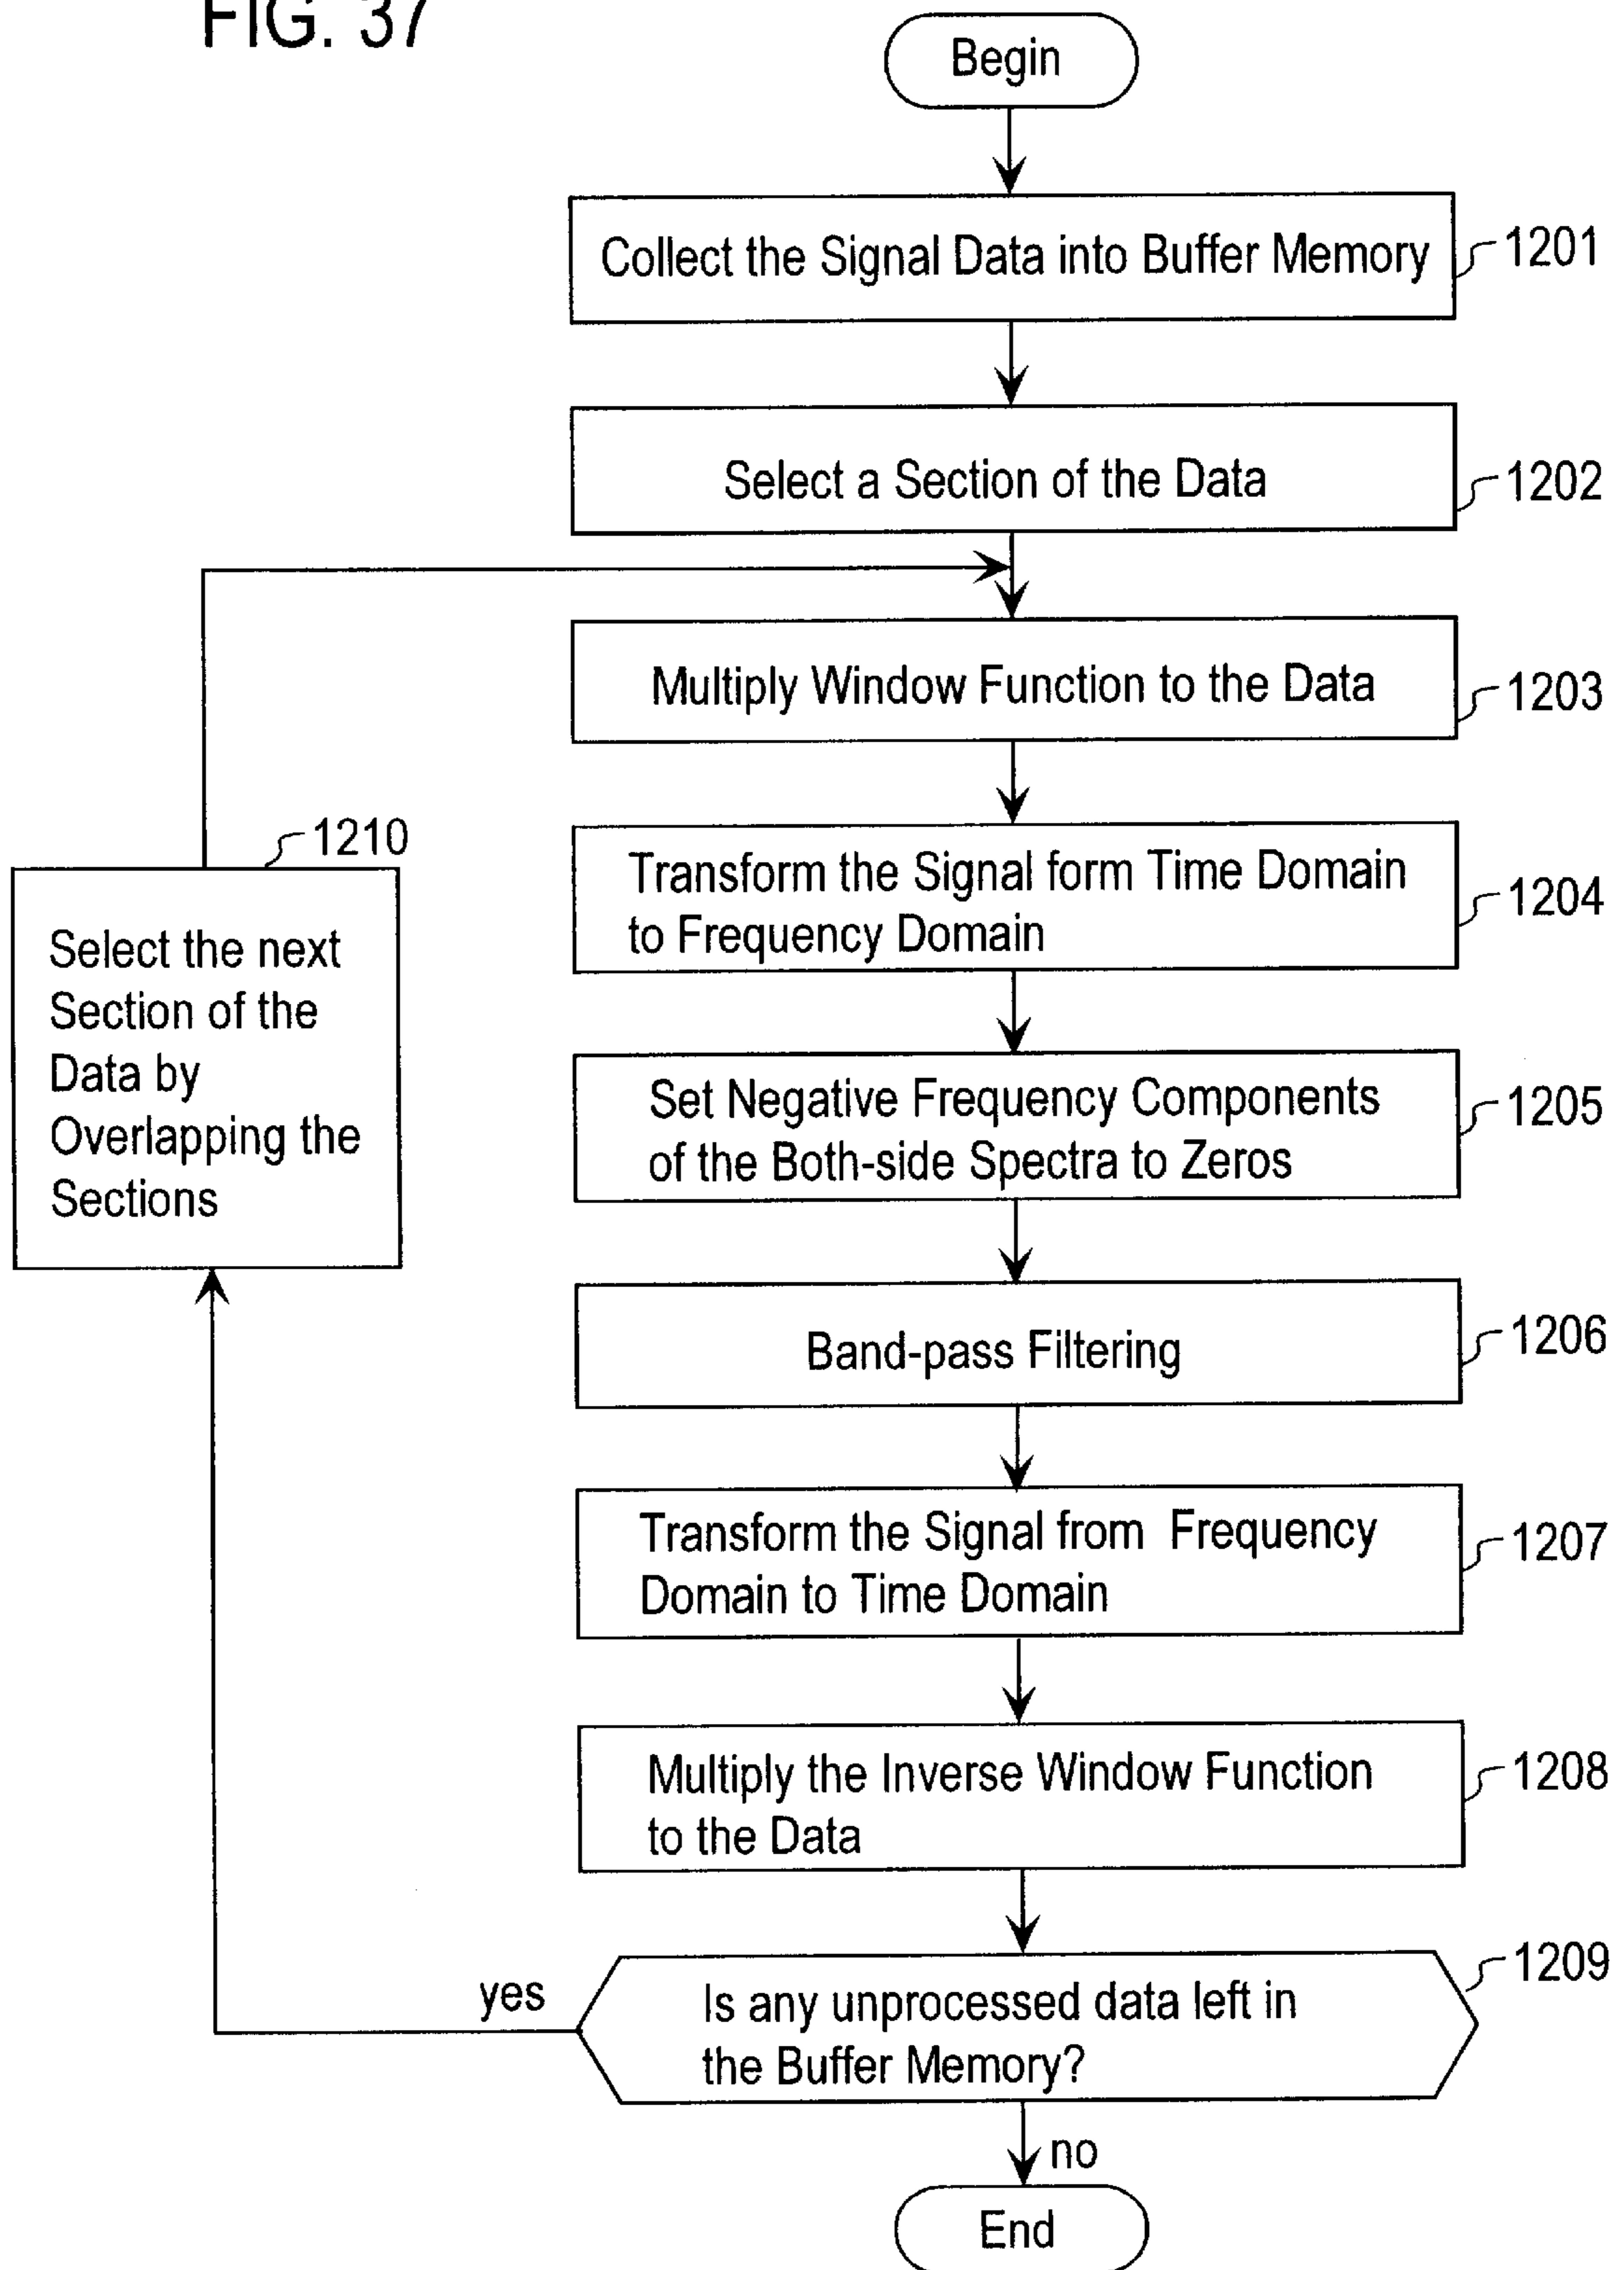 FIG. 37
Begin
Collect the Signal Data into Buffer Memory
1201
Select a Section of the Data
1202
Multiply Window Function to the Data
1203
Transform the Signal form Time Domain
to Frequency Domain
1204
Set Negative Frequency Components
of the Both-side Spectra to Zeros
1205
Band-pass Filtering
1206
Transform the Signal from Frequency
Domain to Time Domain
1207
Multiply the Inverse Window Function
to the Data
1208
Is any unprocessed data left in
the Buffer Memory?
1209
yes
no
1210
Select the next
Section of the
Data by
Overlapping the
Sections
End